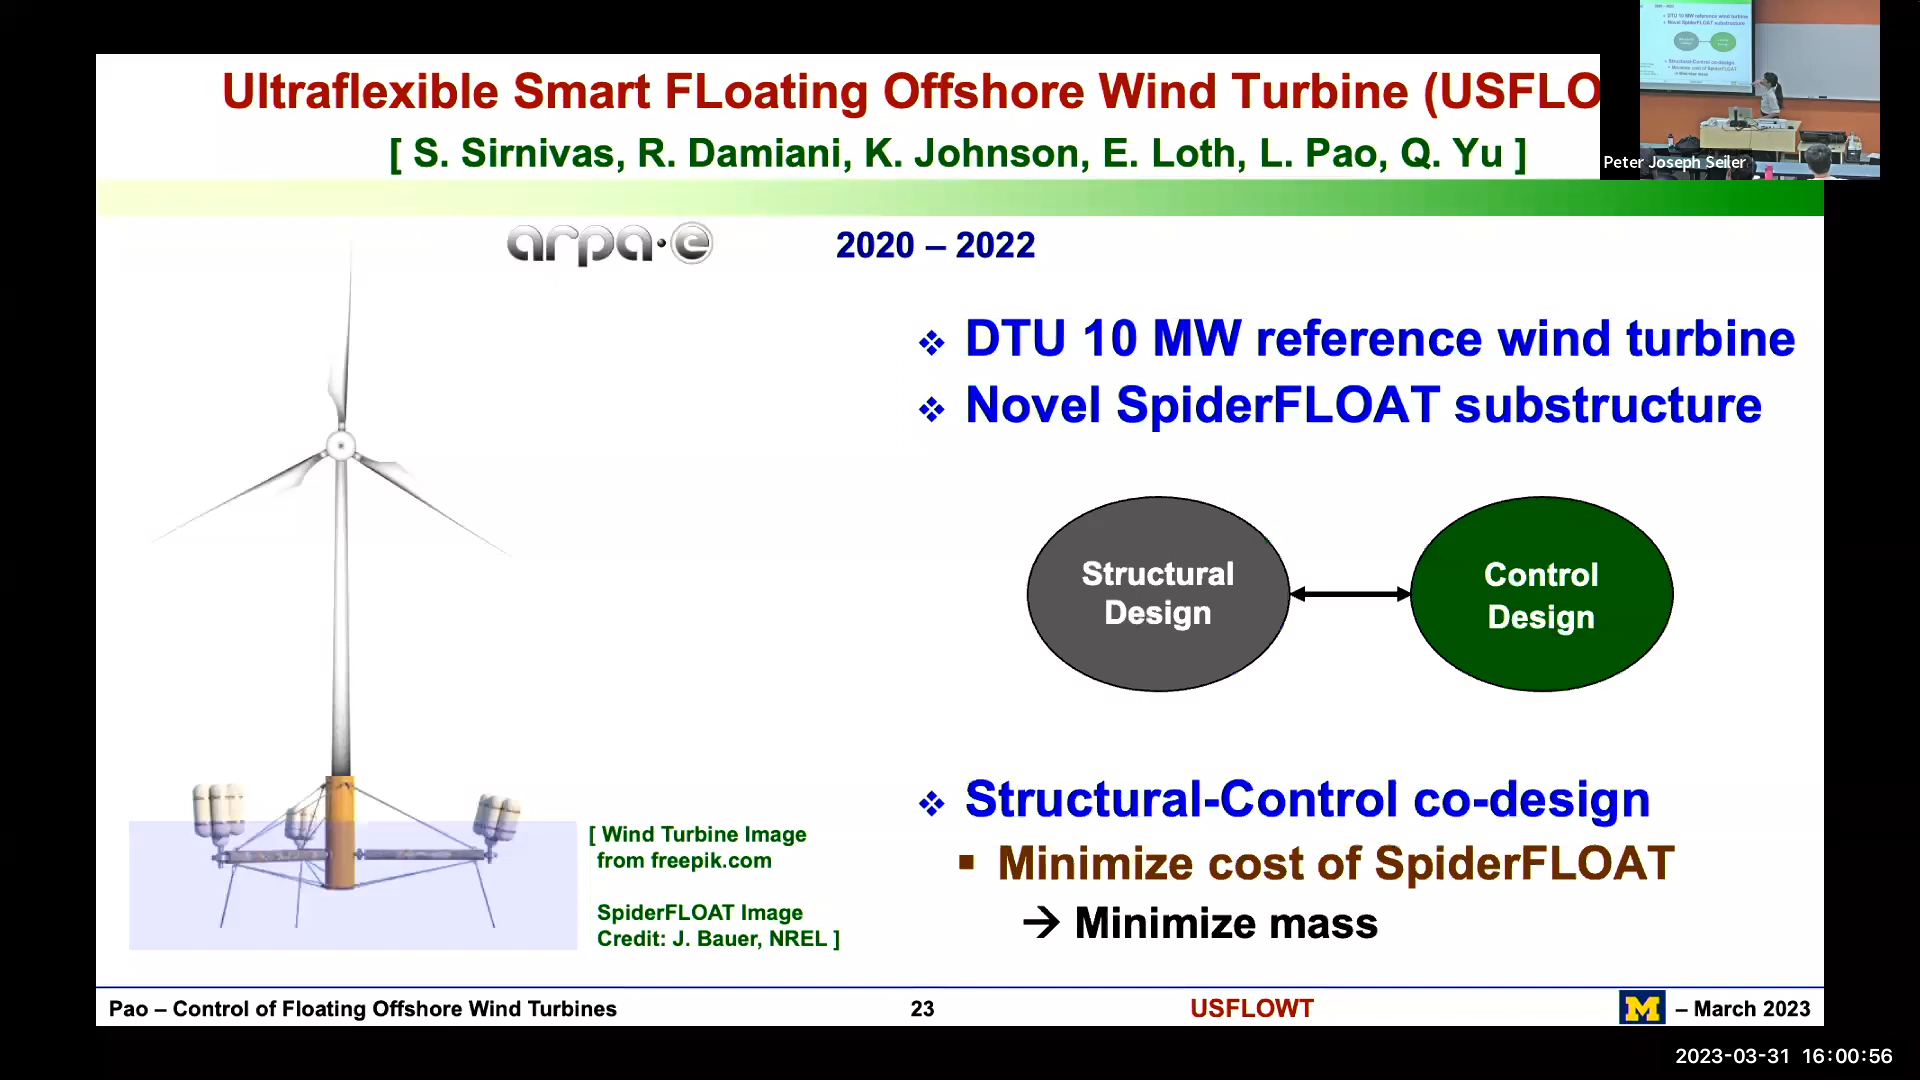 Ultraflexible Smart FLoating Offshore Wind Turbine (USFLO
[ S. Sirnivas, R. Damiani, K. Johnson, E. Loth, L. Pao, Q. Yu ]
Peter Joseph Seiler
arpa·e
2020 – 2022
❖ DTU 10 MW reference wind turbine
❖ Novel SpiderFLOAT substructure
Structural
Design
Control
Design
❖ Structural-Control co-design
▪ Minimize cost of SpiderFLOAT
→ Minimize mass
[ Wind Turbine Image
from freepik.com
SpiderFLOAT Image
Credit: J. Bauer, NREL ]
Pao – Control of Floating Offshore Wind Turbines
23
USFLOWT
M – March 2023
2023-03-31 16:00:56